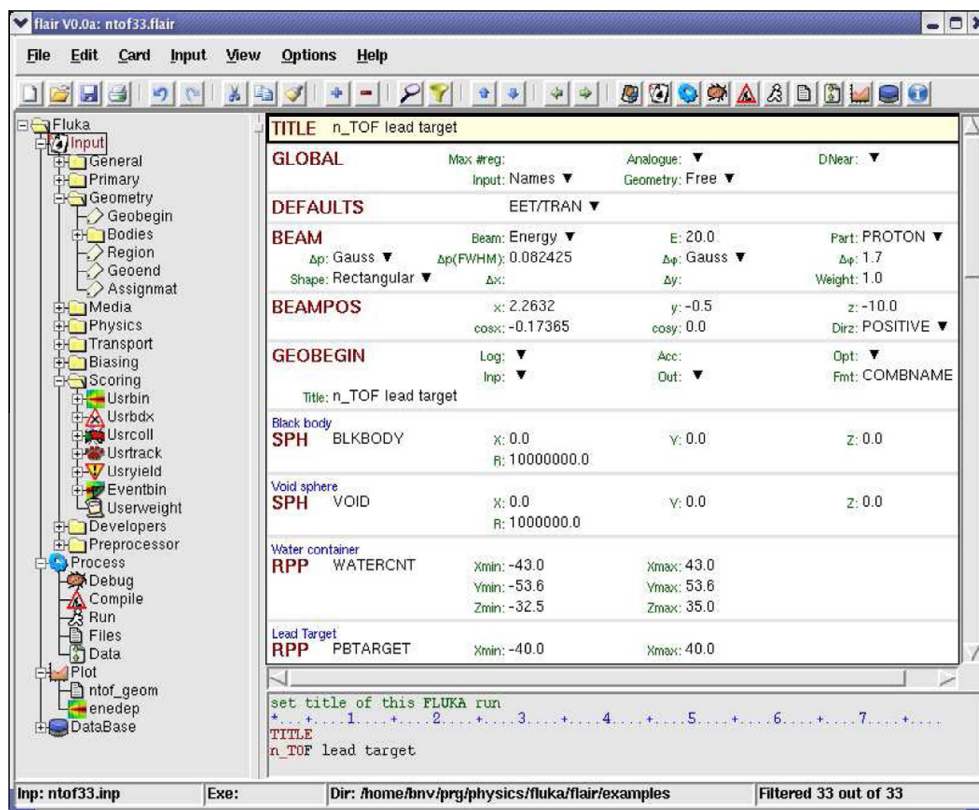 flair V0.0a: ntof33.flair
File Edit Card Input View Options Help
Fluka
Input
General
Primary
Geometry
Geobegin
Bodies
Region
Geoend
Assignmat
Media
Physics
Transport
Biasing
Scoring
Usrbin
Usrbdx
Usrcoll
Usrtrack
Usryield
Eventbin
Userweight
Developers
Preprocessor
Process
Debug
Compile
Run
Files
Data
Plot
ntof_geom
enedep
DataBase
TITLE n_TOF lead target
GLOBAL Max #reg: Analogue: ▼ DNear: ▼
Input: Names ▼ Geometry: Free ▼
DEFAULTS EET/TRAN ▼
BEAM Beam: Energy ▼ E: 20.0 Part: PROTON ▼
Δp: Gauss ▼ Δp(FWHM): 0.082425 Δφ: Gauss ▼ Δφ: 1.7
Shape: Rectangular ▼ Δx: Δy: Weight: 1.0
BEAMPOS x: 2.2632 y: -0.5 z: -10.0
cosx: -0.17365 cosy: 0.0 Dirz: POSITIVE ▼
GEOBEGIN Log: ▼ Acc: Opt: ▼
Inp: ▼ Out: ▼ Fmt: COMBNAME
Title: n_TOF lead target
Black body
SPH BLKBODY X: 0.0 Y: 0.0 Z: 0.0
R: 10000000.0
Void sphere
SPH VOID X: 0.0 Y: 0.0 Z: 0.0
R: 1000000.0
Water container
RPP WATERCNT Xmin: -43.0 Xmax: 43.0
Ymin: -53.6 Ymax: 53.6
Zmin: -32.5 Zmax: 35.0
Lead Target
RPP PBTARGET Xmin: -40.0 Xmax: 40.0
set title of this FLUKA run
*...+....1....+....2....+....3....+....4....+....5....+....6....+....7....+....
TITLE
n_TOF lead target
Inp: ntof33.inp Exe: Dir: /home/bnv/prg/physics/fluka/flair/examples Filtered 33 out of 33